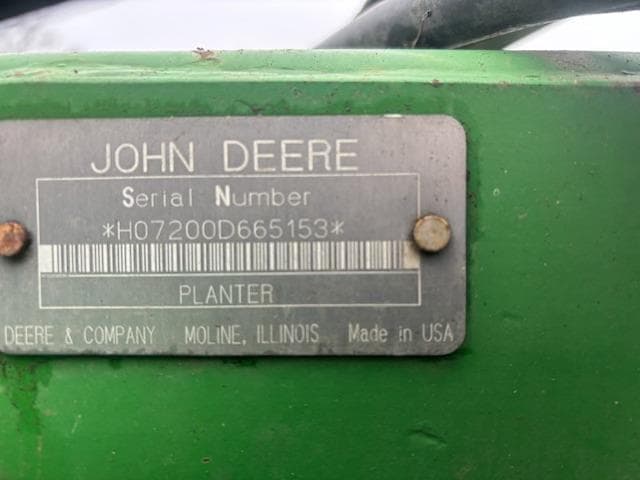 JOHN DEERE
Serial Number
*H07200D665153*
PLANTER
DEERE & COMPANY MOLINE, ILLINOIS Made in USA